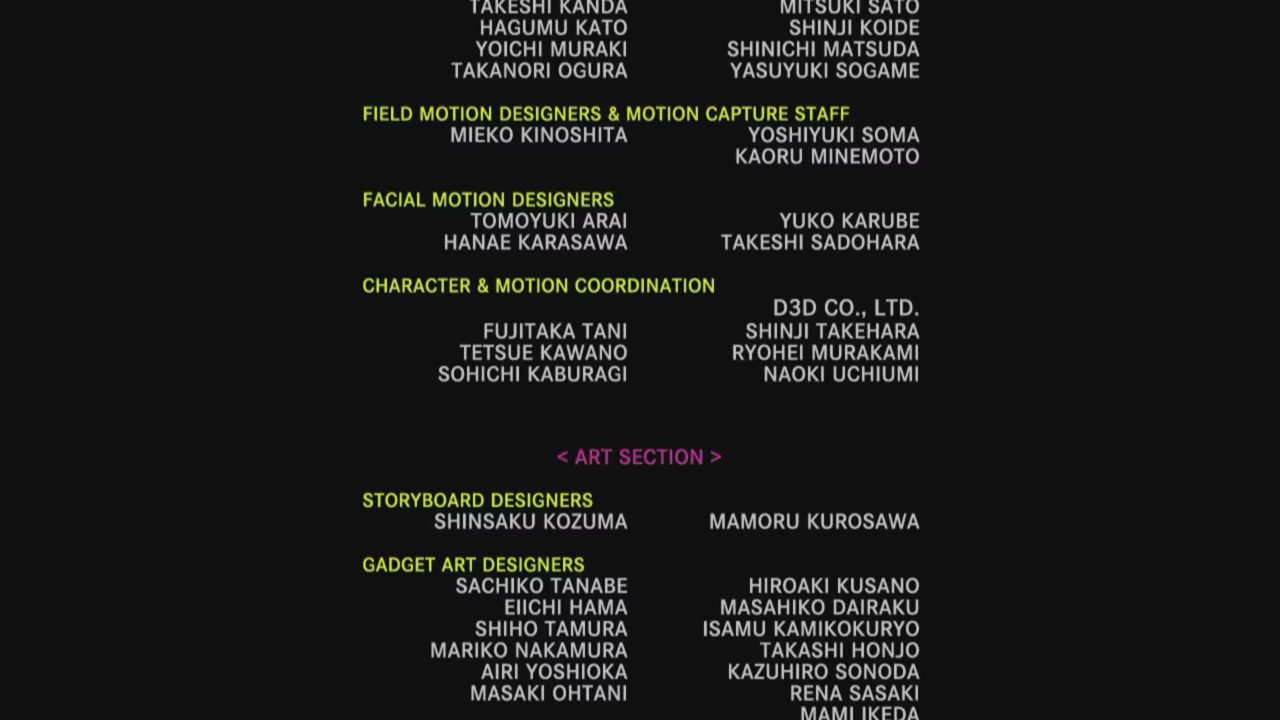 TAKESHI KANDA MITSUKI SATO
HAGUMU KATO SHINJI KOIDE
YOICHI MURAKI SHINICHI MATSUDA
TAKANORI OGURA YASUYUKI SOGAME
FIELD MOTION DESIGNERS & MOTION CAPTURE STAFF
MIEKO KINOSHITA YOSHIYUKI SOMA
KAORU MINEMOTO
FACIAL MOTION DESIGNERS
TOMOYUKI ARAI YUKO KARUBE
HANAE KARASAWA TAKESHI SADOHARA
CHARACTER & MOTION COORDINATION
D3D CO., LTD.
FUJITAKA TANI SHINJI TAKEHARA
TETSUE KAWANO RYOHEI MURAKAMI
SOHICHI KABURAGI NAOKI UCHIUMI
< ART SECTION >
STORYBOARD DESIGNERS
SHINSAKU KOZUMA MAMORU KUROSAWA
GADGET ART DESIGNERS
SACHIKO TANABE HIROAKI KUSANO
EIICHI HAMA MASAHIKO DAIRAKU
SHIHO TAMURA ISAMU KAMIKOKURYO
MARIKO NAKAMURA TAKASHI HONJO
AIRI YOSHIOKA KAZUHIRO SONODA
MASAKI OHTANI RENA SASAKI
MAMI IKEDA